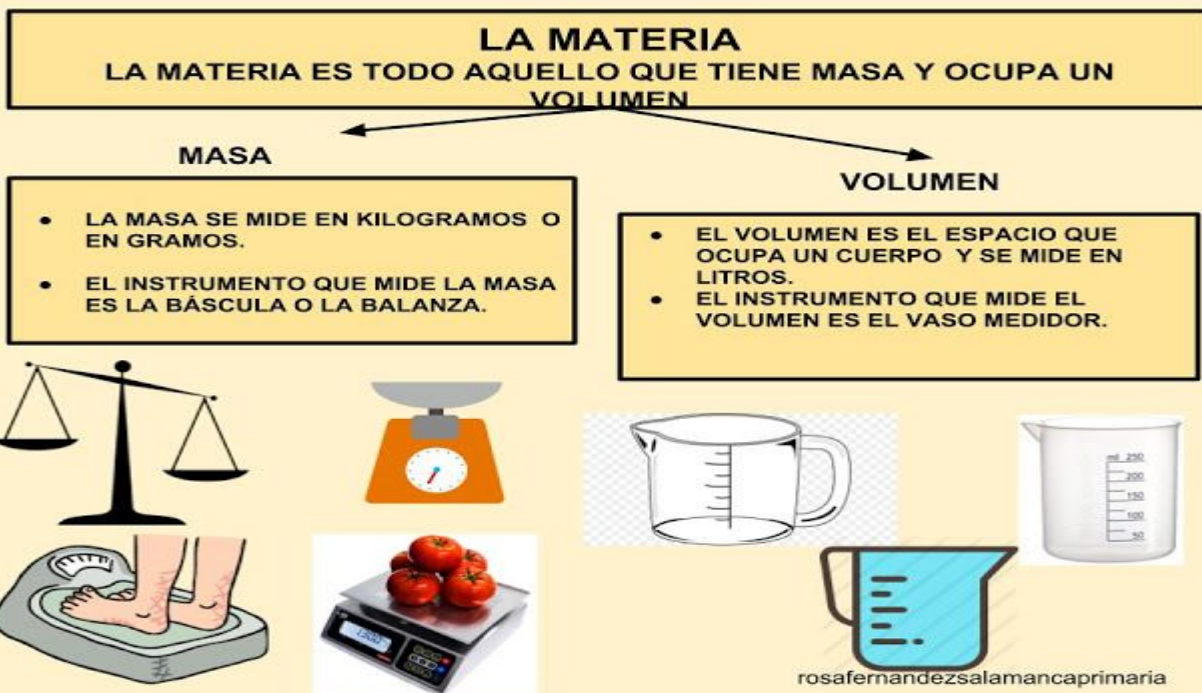 LA MATERIA
LA MATERIA ES TODO AQUELLO QUE TIENE MASA Y OCUPA UN
VOLUMEN
MASA
• LA MASA SE MIDE EN KILOGRAMOS O
EN GRAMOS.
• EL INSTRUMENTO QUE MIDE LA MASA
ES LA BÁSCULA O LA BALANZA.
VOLUMEN
• EL VOLUMEN ES EL ESPACIO QUE
OCUPA UN CUERPO Y SE MIDE EN
LITROS.
• EL INSTRUMENTO QUE MIDE EL
VOLUMEN ES EL VASO MEDIDOR.
ml 250
200
150
100
50
rosafernandezsalamancaprimaria